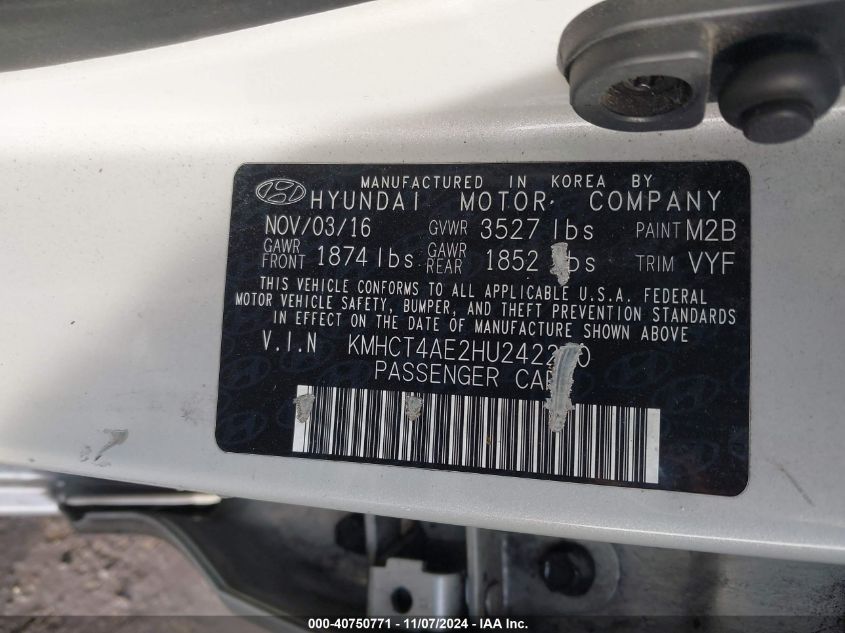 MANUFACTURED IN KOREA BY
HYUNDAI MOTOR COMPANY
NOV/03/16 GVWR 3527 lbs PAINT M2B
GAWR FRONT 1874 lbs GAWR REAR 1852 lbs TRIM VYF
THIS VEHICLE CONFORMS TO ALL APPLICABLE U.S.A. FEDERAL
MOTOR VEHICLE SAFETY, BUMPER, AND THEFT PREVENTION STANDARDS
IN EFFECT ON THE DATE OF MANUFACTURE SHOWN ABOVE
V.I.N
PASSENGER CAR
000-40750771 - 11/07/2024 - IAA Inc.